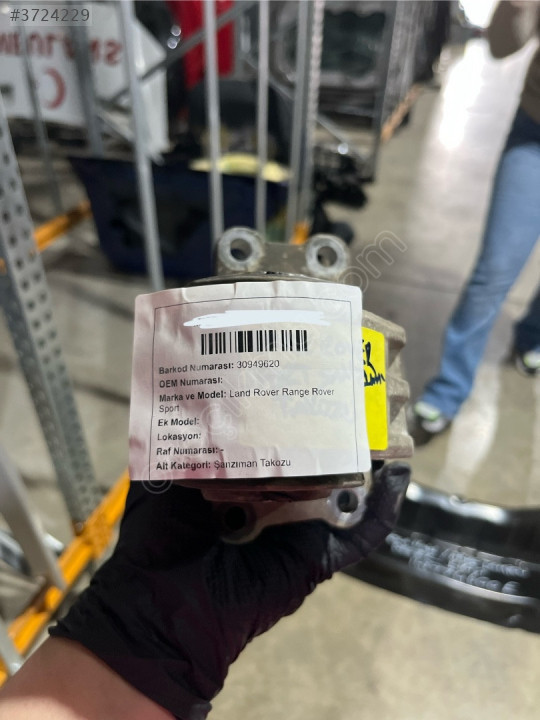 #3724229
Barkod Numarası: 30949620
OEM Numarası:
Marka ve Model: Land Rover Range Rover
Sport
Ek Model:
Lokasyon:
Raf Numarası: -
Alt Kategori: Şanzıman Takozu